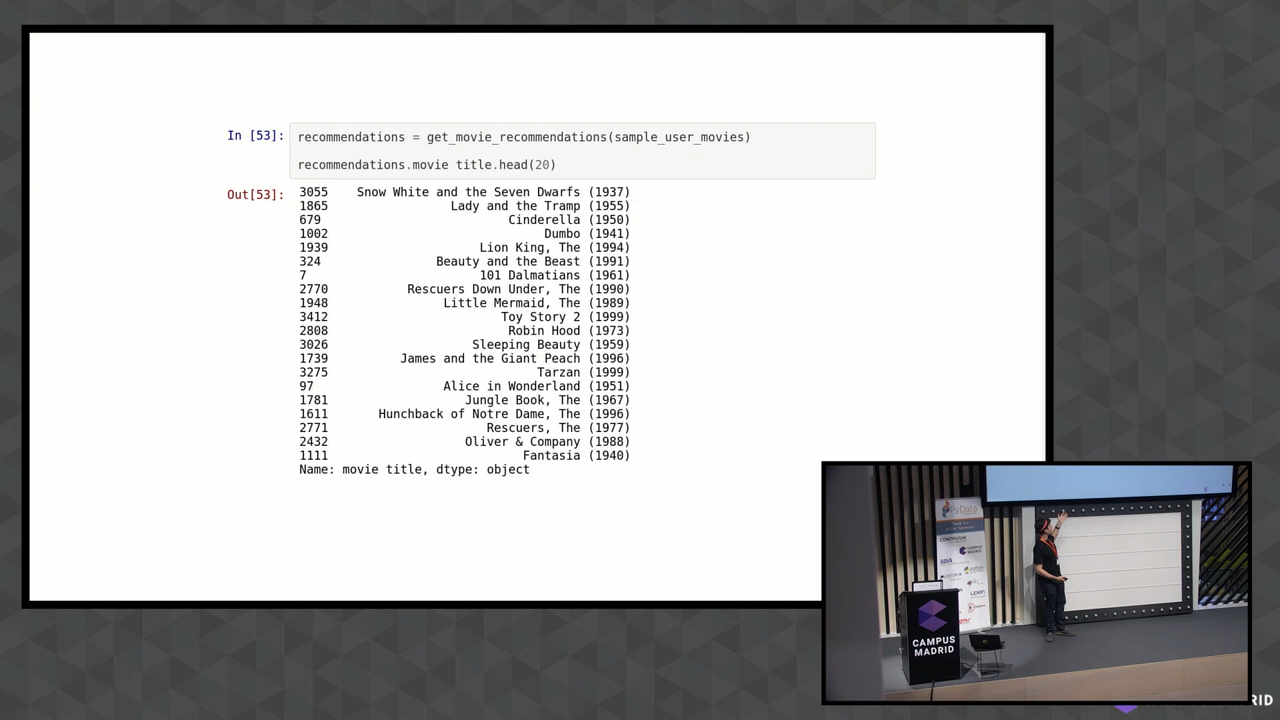 In [53]: recommendations = get_movie_recommendations(sample_user_movies)
recommendations.movie title.head(20)
Out[53]: 3055 Snow White and the Seven Dwarfs (1937)
1865 Lady and the Tramp (1955)
679 Cinderella (1950)
1002 Dumbo (1941)
1939 Lion King, The (1994)
324 Beauty and the Beast (1991)
7 101 Dalmatians (1961)
2770 Rescuers Down Under, The (1990)
1948 Little Mermaid, The (1989)
3412 Toy Story 2 (1999)
2808 Robin Hood (1973)
3026 Sleeping Beauty (1959)
1739 James and the Giant Peach (1996)
3275 Tarzan (1999)
97 Alice in Wonderland (1951)
1781 Jungle Book, The (1967)
1611 Hunchback of Notre Dame, The (1996)
2771 Rescuers, The (1977)
2432 Oliver & Company (1988)
1111 Fantasia (1940)
Name: movie title, dtype: object
PyData
CONTINUUM
CAMPUS
MADRID
BBVA
CAMPUS
MADRID
RID